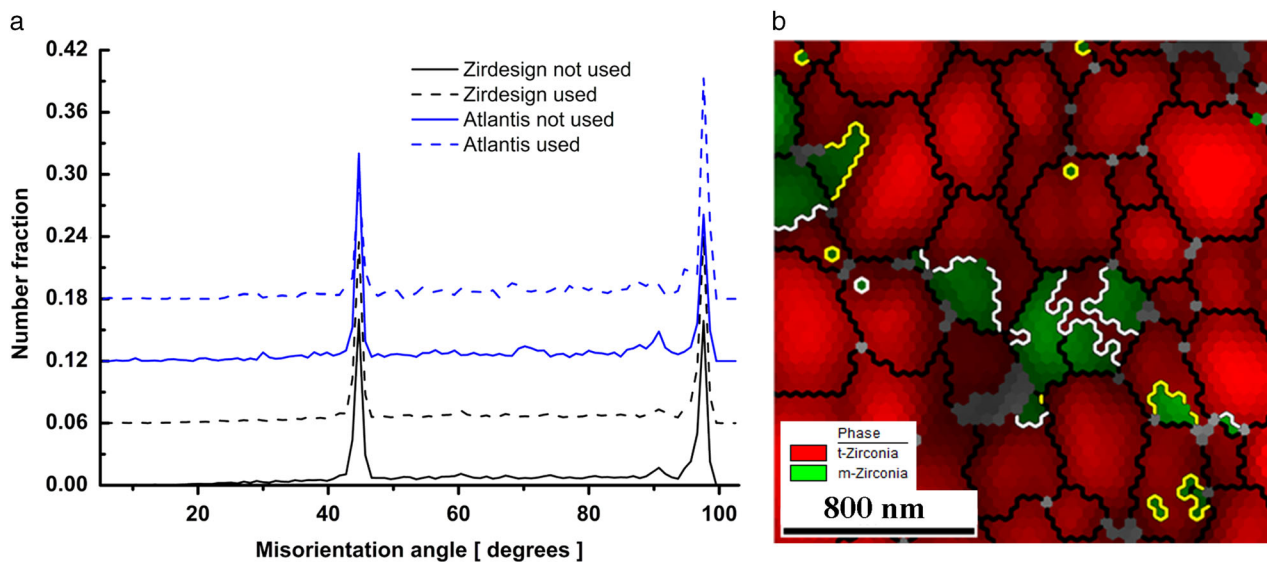 a
0.42
0.36
0.30
0.24
0.18
0.12
0.06
0.00
Number fraction
Zirdesign not used
Zirdesign used
Atlantis not used
Atlantis used
20 40 60 80 100
Misorientation angle [ degrees ]
b
Phase
t-Zirconia
m-Zirconia
800 nm